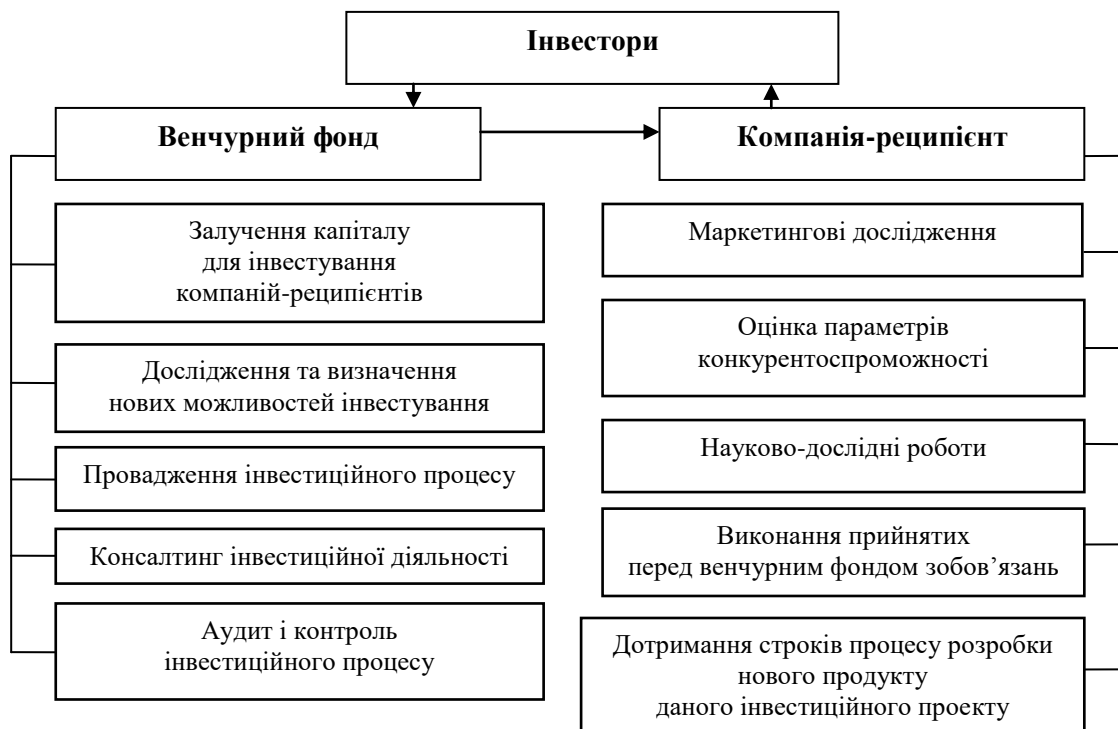 Інвестори
Венчурний фонд
Компанія-реципієнт
Залучення капіталу
для інвестування
компаній-реципієнтів
Дослідження та визначення
нових можливостей інвестування
Провадження інвестиційного процесу
Консалтинг інвестиційної діяльності
Аудит і контроль
інвестиційного процесу
Маркетингові дослідження
Оцінка параметрів
конкурентоспроможності
Науково-дослідні роботи
Виконання прийнятих
перед венчурним фондом зобов’язань
Дотримання строків процесу розробки
нового продукту
даного інвестиційного проекту